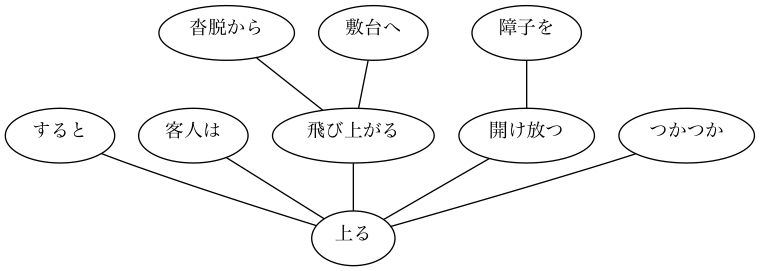 沓脱から 敷台へ 障子を
すると 客人は 飛び上がる 開け放つ つかつか
上る